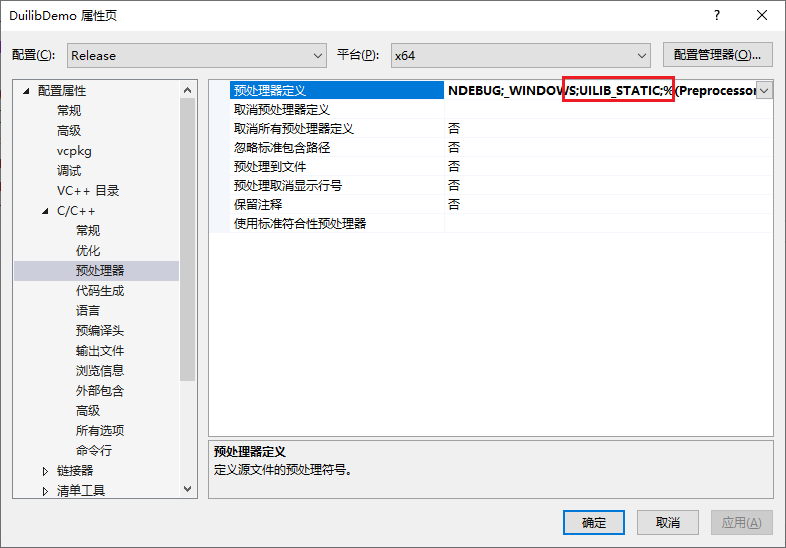 DuilibDemo 属性页
?
配置(C): Release 平台(P): x64 配置管理器(O)...
配置属性
常规
高级
vcpkg
调试
VC++ 目录
C/C++
常规
优化
预处理器
代码生成
语言
预编译头
输出文件
浏览信息
外部包含
高级
所有选项
命令行
链接器
清单工具
预处理器定义 NDEBUG;_WINDOWS;UILIB_STATIC;%(Preprocessor
取消预处理器定义
取消所有预处理器定义 否
忽略标准包含路径 否
预处理到文件 否
预处理取消显示行号 否
保留注释 否
使用标准符合性预处理器
预处理器定义
定义源文件的预处理符号。
确定 取消 应用(A)